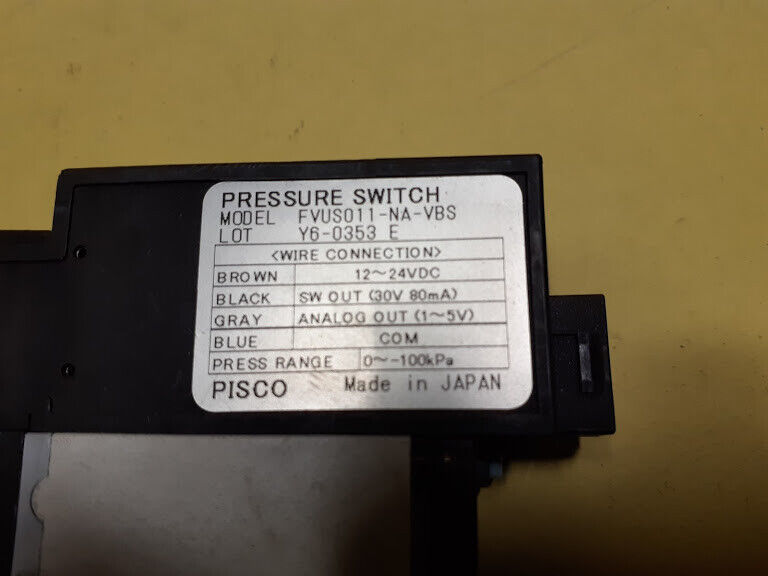 PRESSURE SWITCH
MODEL FVUS011-NA-VBS
LOT Y6-0353 E
<WIRE CONNECTION>
BROWN 12～24VDC
BLACK SW OUT (30V 80mA)
GRAY ANALOG OUT (1～5V)
BLUE COM
PRESS RANGE 0～-100kPa
PISCO Made in JAPAN